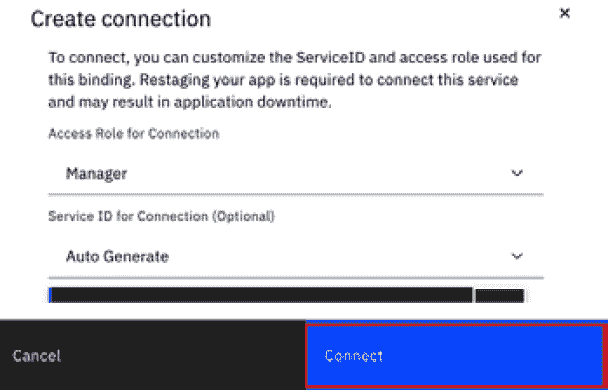 Create connection
To connect, you can customize the ServiceID and access role used for
this binding. Restaging your app is required to connect this service
and may result in application downtime.
Access Role for Connection
Manager
Service ID for Connection (Optional)
Auto Generate
Cancel
Connect